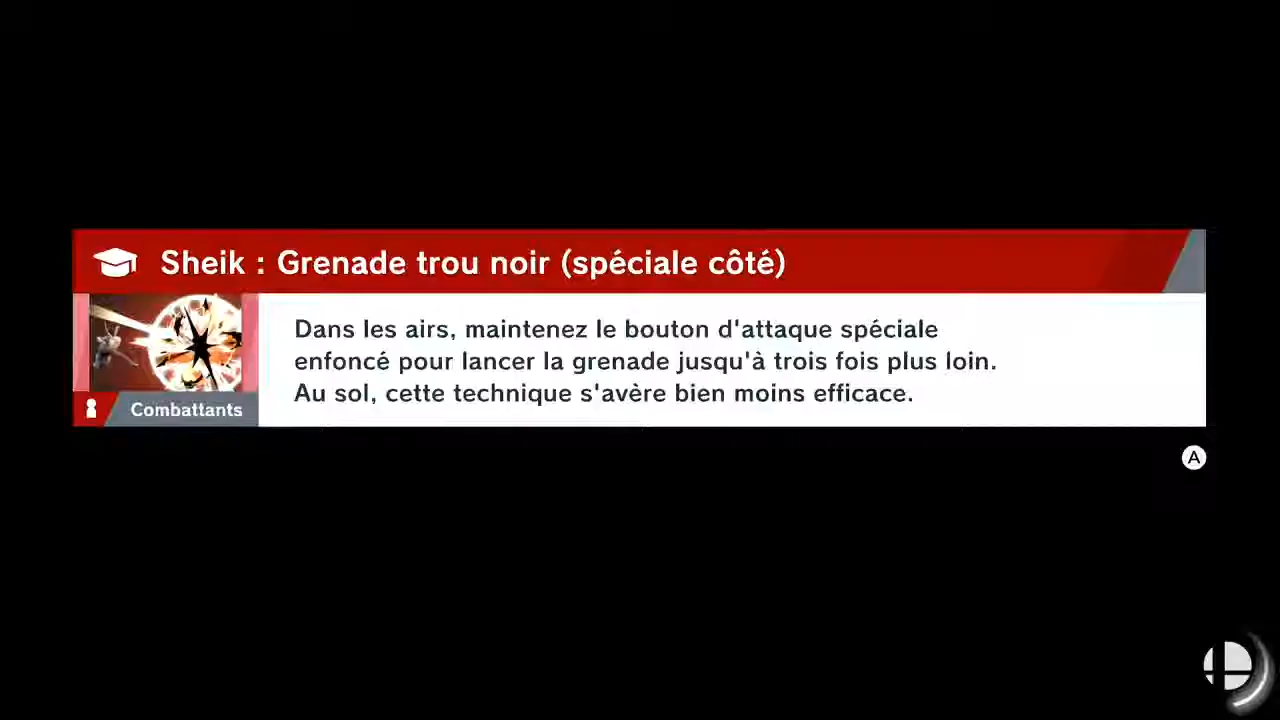 Sheik : Grenade trou noir (spéciale côté)
Dans les airs, maintenez le bouton d'attaque spéciale
enfoncé pour lancer la grenade jusqu'à trois fois plus loin.
Au sol, cette technique s'avère bien moins efficace.
Combattants
A